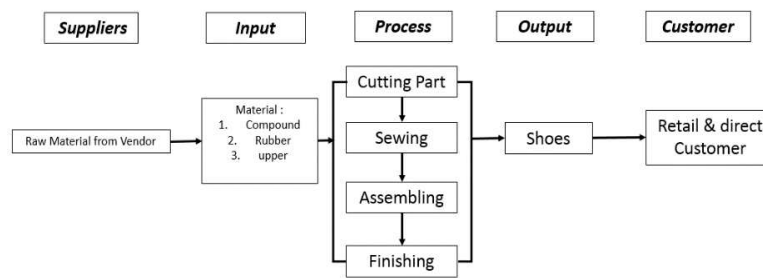 Suppliers
Input
Process
Output
Customer
Raw Material from Vendor
Material :
1. Compound
2. Rubber
3. upper
Cutting Part
Sewing
Assembling
Finishing
Shoes
Retail & direct
Customer